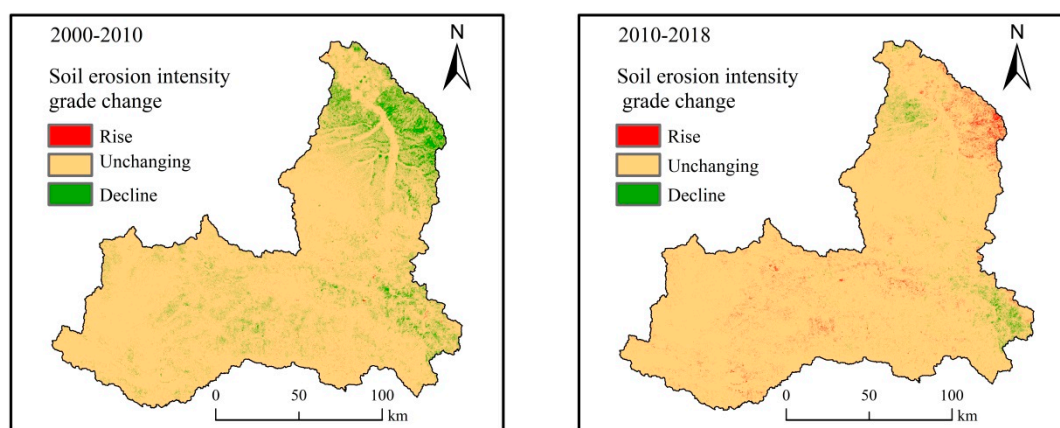 2000-2010
N
Soil erosion intensity
grade change
Rise
Unchanging
Decline
0 50 100
km
2010-2018
N
Soil erosion intensity
grade change
Rise
Unchanging
Decline
0 50 100
km